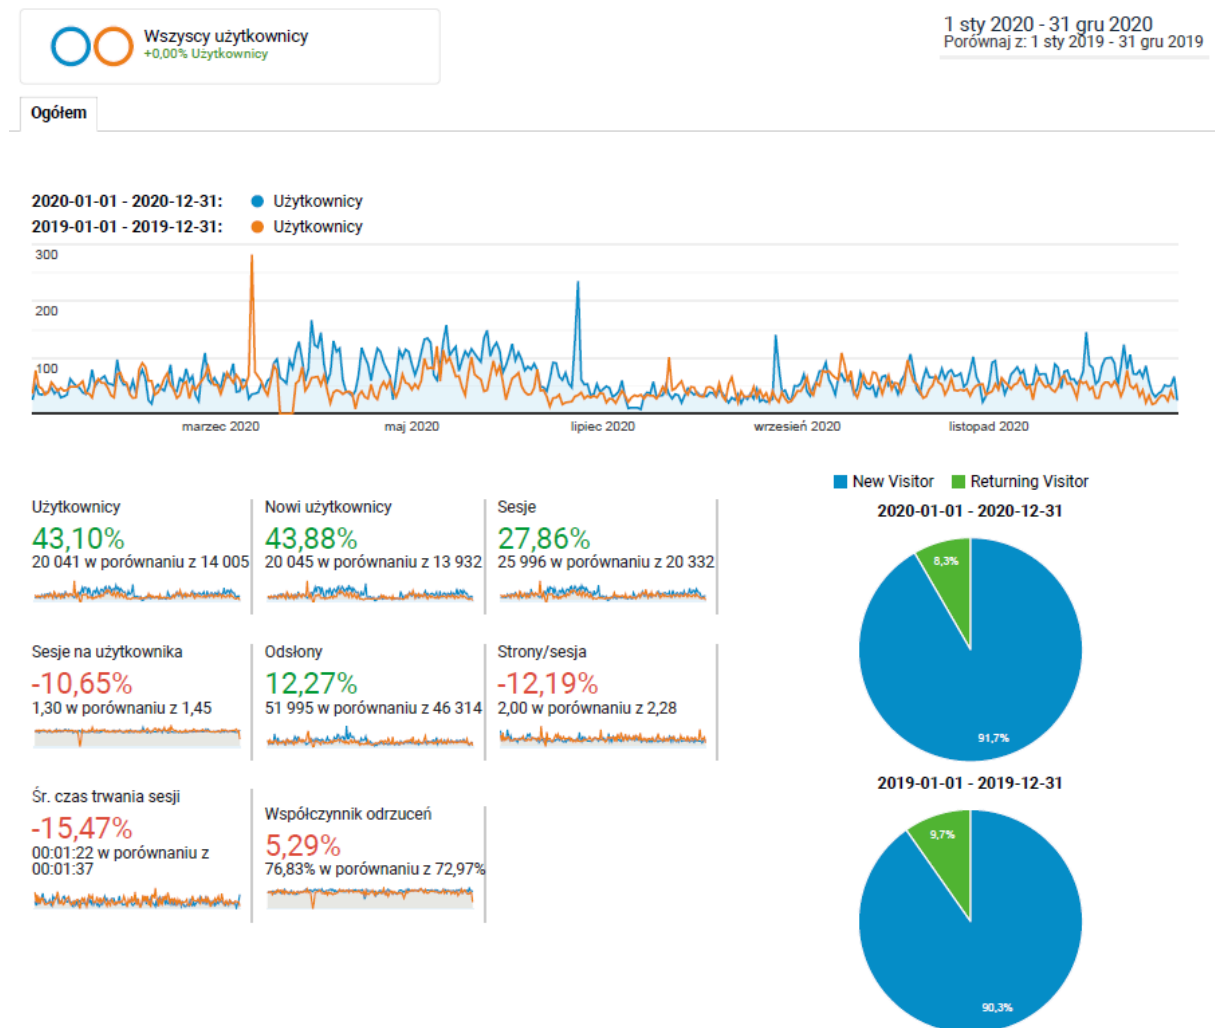 Wszyscy użytkownicy
+0,00% Użytkownicy
1 sty 2020 - 31 gru 2020
Porównaj z: 1 sty 2019 - 31 gru 2019
Ogółem
2020-01-01 - 2020-12-31: Użytkownicy
2019-01-01 - 2019-12-31: Użytkownicy
300
200
100
marzec 2020 maj 2020 lipiec 2020 wrzesień 2020 listopad 2020
Użytkownicy
43,10%
20 041 w porównaniu z 14 005
Nowi użytkownicy
43,88%
20 045 w porównaniu z 13 932
Sesje
27,86%
25 996 w porównaniu z 20 332
Sesje na użytkownika
-10,65%
1,30 w porównaniu z 1,45
Odsłony
12,27%
51 995 w porównaniu z 46 314
Strony/sesja
-12,19%
2,00 w porównaniu z 2,28
Śr. czas trwania sesji
-15,47%
00:01:22 w porównaniu z
00:01:37
Współczynnik odrzuceń
5,29%
76,83% w porównaniu z 72,97%
New Visitor Returning Visitor
2020-01-01 - 2020-12-31
8,3%
91,7%
2019-01-01 - 2019-12-31
9,7%
90,3%